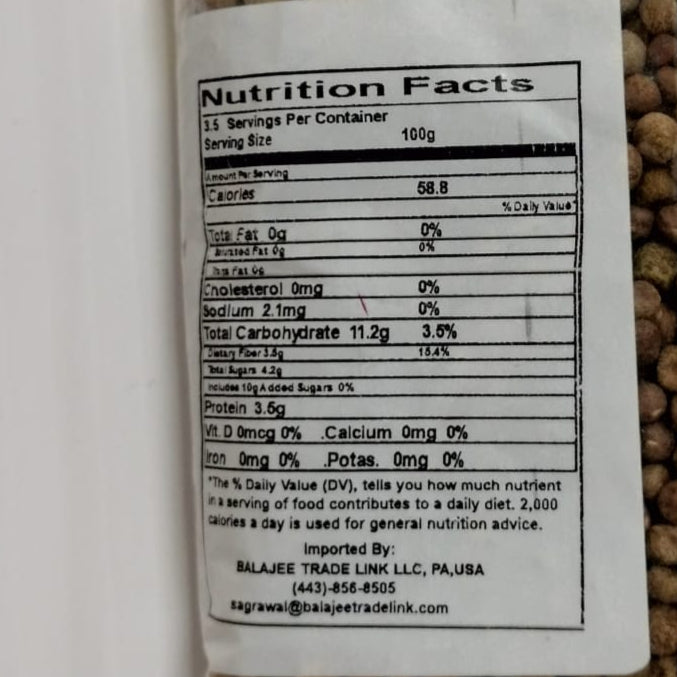 Nutrition Facts
3.5 Servings Per Container
Serving Size 100g
Amount Per Serving
Calories 58.8
% Daily Value*
Total Fat 0g 0%
Fat 0g 0%
Fat 0g
Cholesterol 0mg 0%
Sodium 2.1mg 0%
Total Carbohydrate 11.2g 3.5%
Dietary Fiber 3.5g 15.4%
Total Sugars 4.2g
Includes 10g Added Sugars 0%
Protein 3.5g
Vit. D 0mcg 0% .Calcium 0mg 0%
Iron 0mg 0% .Potas. 0mg 0%
*The % Daily Value (DV), tells you how much nutrient
in a serving of food contributes to a daily diet. 2,000
calories a day is used for general nutrition advice.
Imported By:
BALAJEE TRADE LINK LLC, PA,USA
(443)-856-8505
sagrawal@balajeetradelink.com